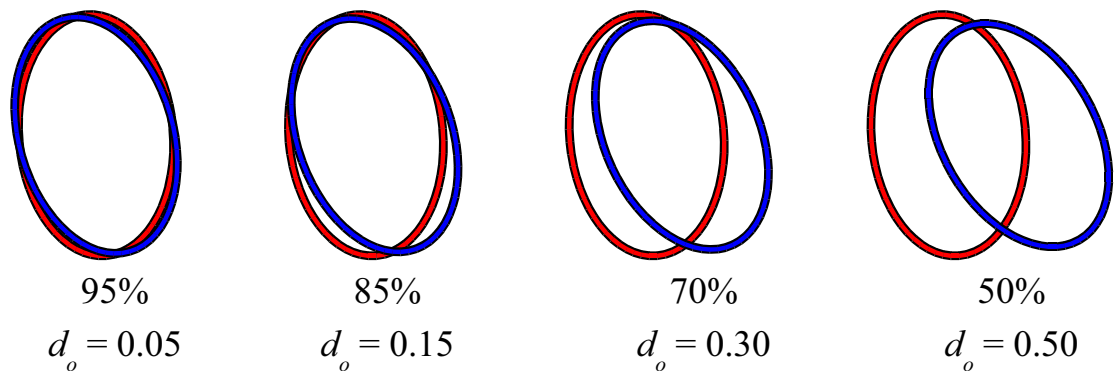 95% 85% 70% 50%
d_o = 0.05 d_o = 0.15 d_o = 0.30 d_o = 0.50